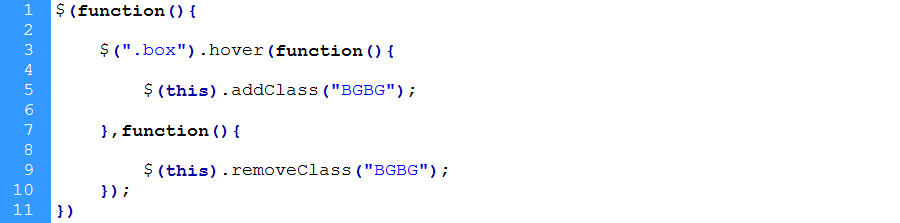 1 $(function(){
2
3 $(".box").hover(function(){
4
5 $(this).addClass("BGBG");
6
7 },function(){
8
9 $(this).removeClass("BGBG");
10 });
11 })